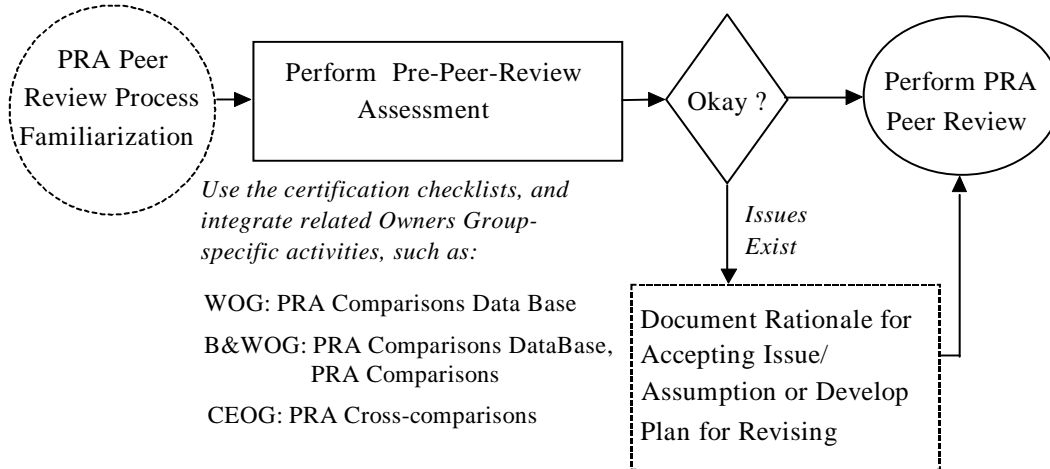 PRA Peer
Review Process
Familiarization
Perform Pre-Peer-Review
Assessment
Okay ?
Perform PRA
Peer Review
Use the certification checklists, and
integrate related Owners Group-
specific activities, such as:
WOG: PRA Comparisons Data Base
B&WOG: PRA Comparisons DataBase,
PRA Comparisons
CEOG: PRA Cross-comparisons
Issues
Exist
Document Rationale for
Accepting Issue/
Assumption or Develop
Plan for Revising